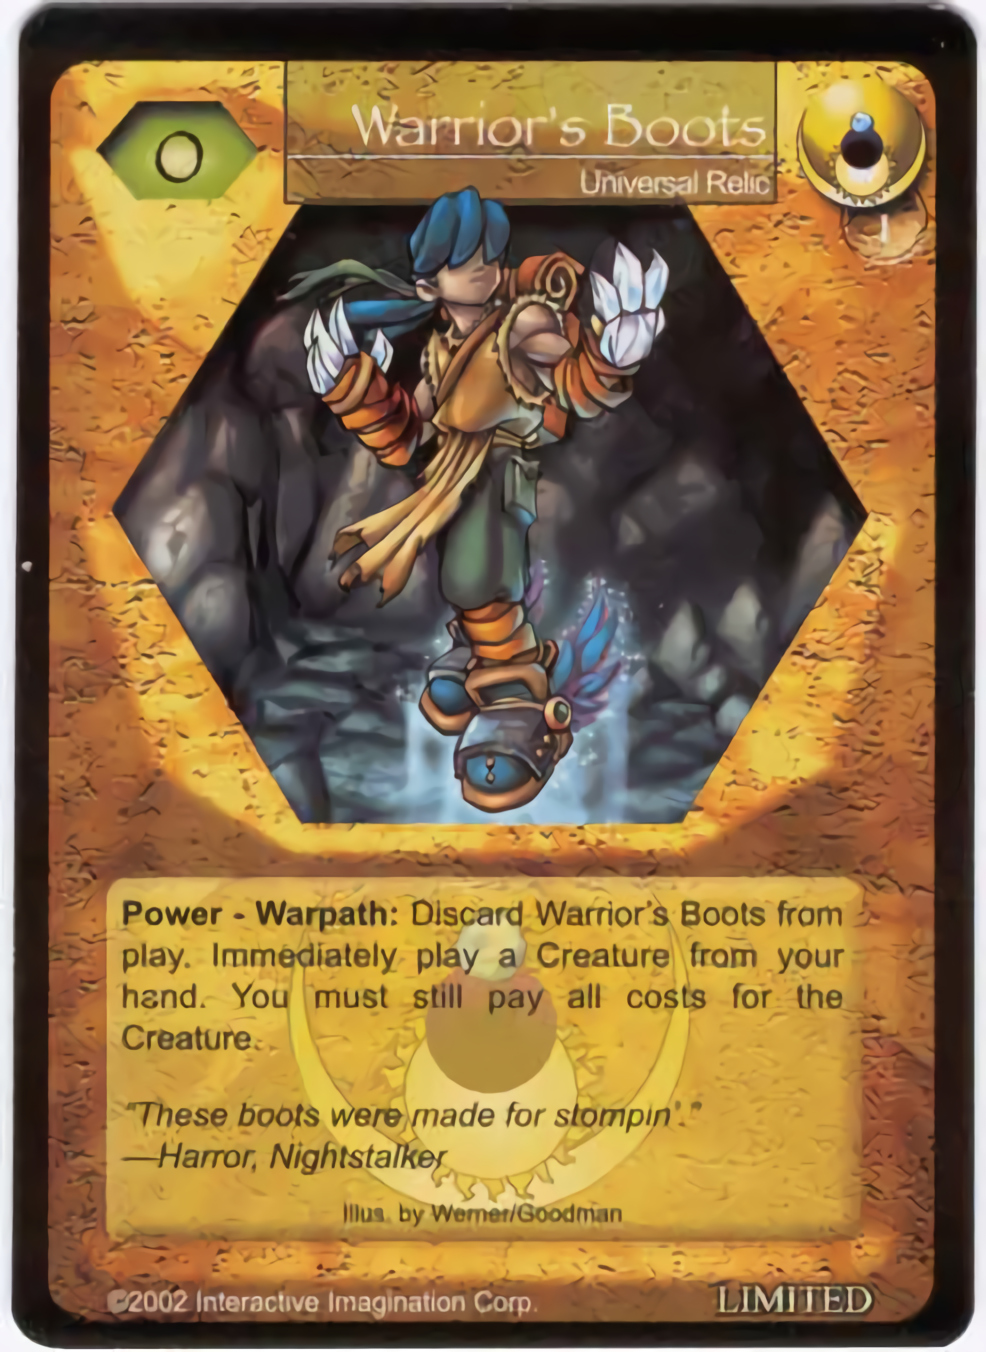 0
Warrior's Boots
Universal Relic
1
Power - Warpath: Discard Warrior's Boots from
play. Immediately play a Creature from your
hand. You must still pay all costs for the
Creature.
"These boots were made for stompin'."
—Harror, Nightstalker
Illus. by Werner/Goodman
©2002 Interactive Imagination Corp.
LIMITED